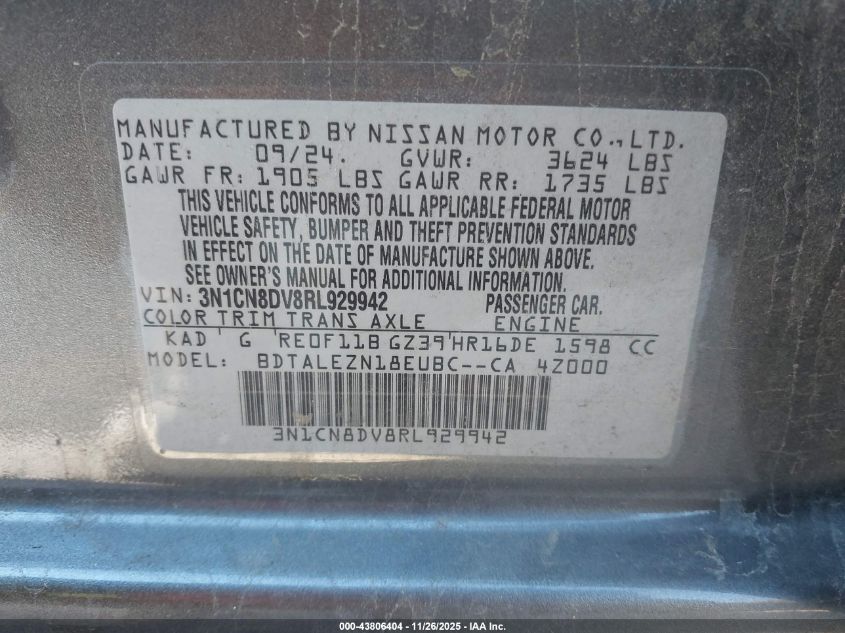 MANUFACTURED BY NISSAN MOTOR CO.,LTD.
DATE: 09/24. GVWR: 3624 LBS
GAWR FR: 1905 LBS GAWR RR: 1735 LBS
THIS VEHICLE CONFORMS TO ALL APPLICABLE FEDERAL MOTOR
VEHICLE SAFETY, BUMPER AND THEFT PREVENTION STANDARDS
IN EFFECT ON THE DATE OF MANUFACTURE SHOWN ABOVE.
SEE OWNER'S MANUAL FOR ADDITIONAL INFORMATION.
VIN: 3N1CN8DV8RL929942 PASSENGER CAR.
COLOR TRIM TRANS AXLE ENGINE
KAD G RE0F11B GZ39 HR16DE 1598 CC
MODEL: BDTALEZN18EUBC--CA 4Z000
3N1CN8DV8RL929942
000-43806404 - 11/26/2025 - IAA Inc.